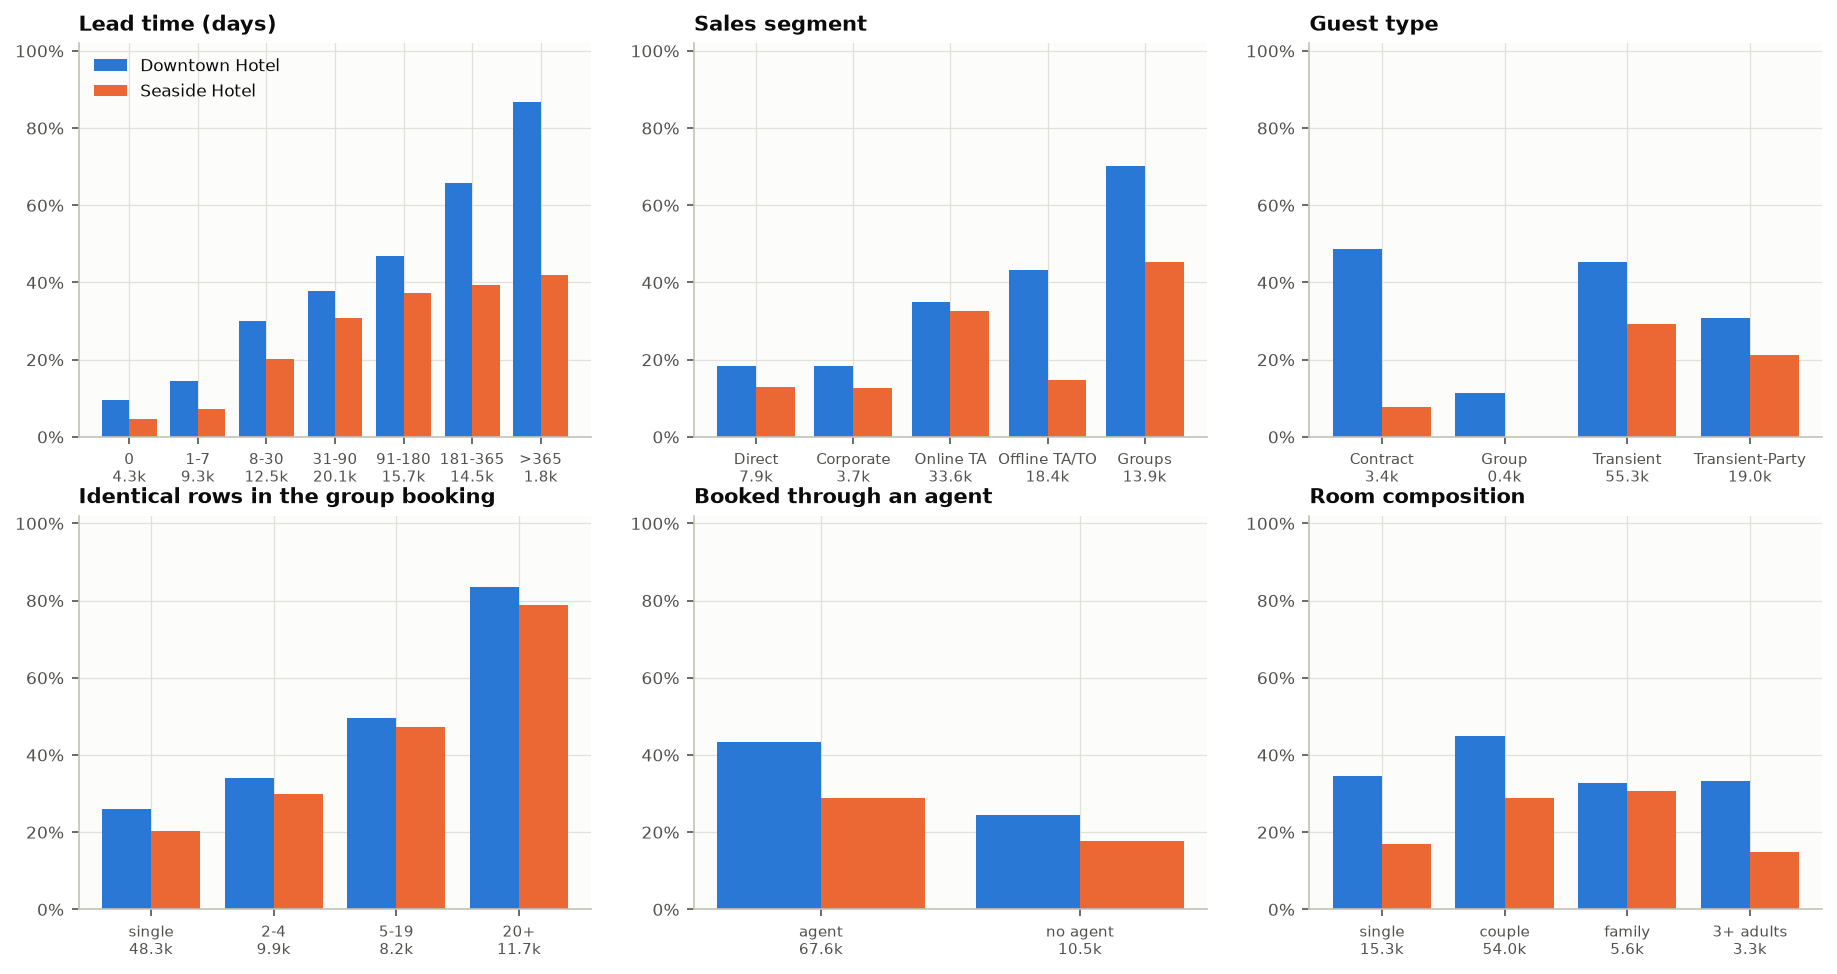 Lead time (days)
100%
80%
60%
40%
20%
0%
Downtown Hotel
Seaside Hotel
0 1-7 8-30 31-90 91-180 181-365 >365
4.3k 9.3k 12.5k 20.1k 15.7k 14.5k 1.8k
Sales segment
100%
80%
60%
40%
20%
0%
Direct Corporate Online TA Offline TA/TO Groups
7.9k 3.7k 33.6k 18.4k 13.9k
Guest type
100%
80%
60%
40%
20%
0%
Contract Group Transient Transient-Party
3.4k 0.4k 55.3k 19.0k
Identical rows in the group booking
100%
80%
60%
40%
20%
0%
single 2-4 5-19 20+
48.3k 9.9k 8.2k 11.7k
Booked through an agent
100%
80%
60%
40%
20%
0%
agent no agent
67.6k 10.5k
Room composition
100%
80%
60%
40%
20%
0%
single couple family 3+ adults
15.3k 54.0k 5.6k 3.3k